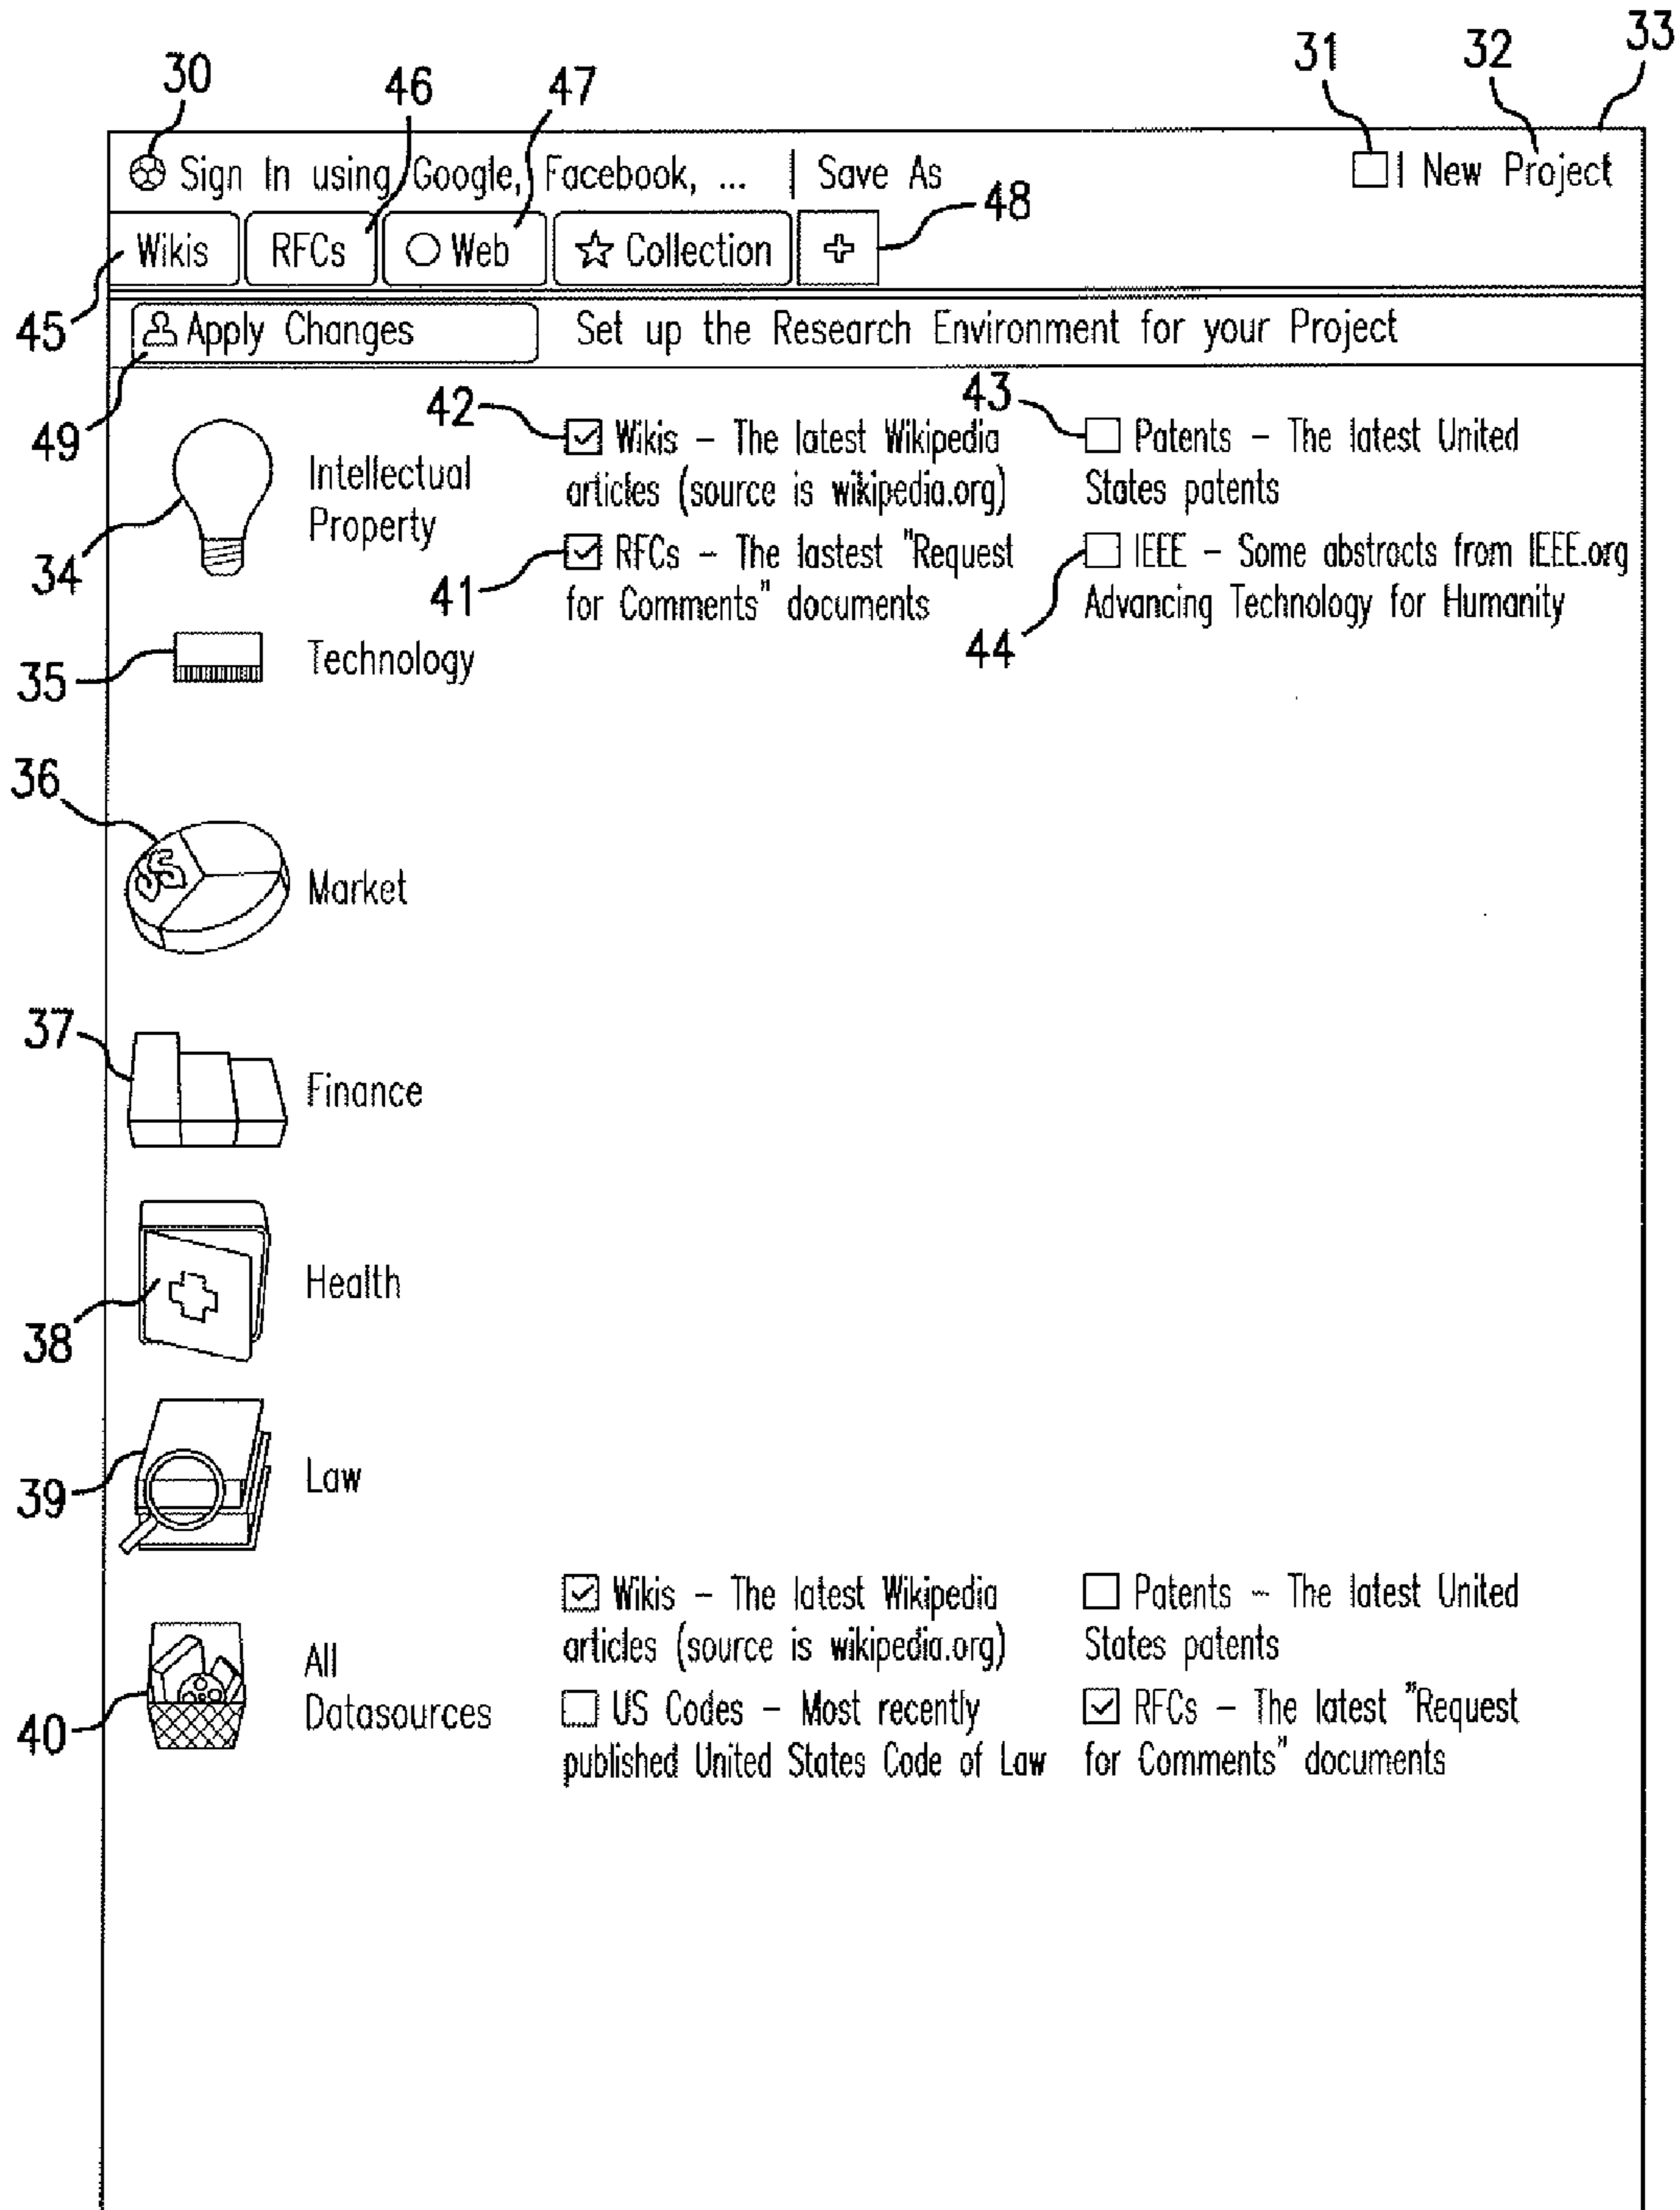 30
46
47
31
32
33
Sign In using Google, Facebook, ... | Save As
New Project
48
Wikis
RFCs
Web
Collection
45
Apply Changes
Set up the Research Environment for your Project
49
42
43
Wikis – The latest Wikipedia
articles (source is wikipedia.org)
Patents – The latest United
States patents
Intellectual
Property
34
41
RFCs – The lastest "Request
for Comments" documents
IEEE – Some abstracts from IEEE.org
Advancing Technology for Humanity
44
35
Technology
36
Market
37
Finance
38
Health
39
Law
40
All
Datasources
Wikis – The latest Wikipedia
articles (source is wikipedia.org)
Patents – The latest United
States patents
US Codes – Most recently
published United States Code of Law
RFCs – The latest "Request
for Comments" documents